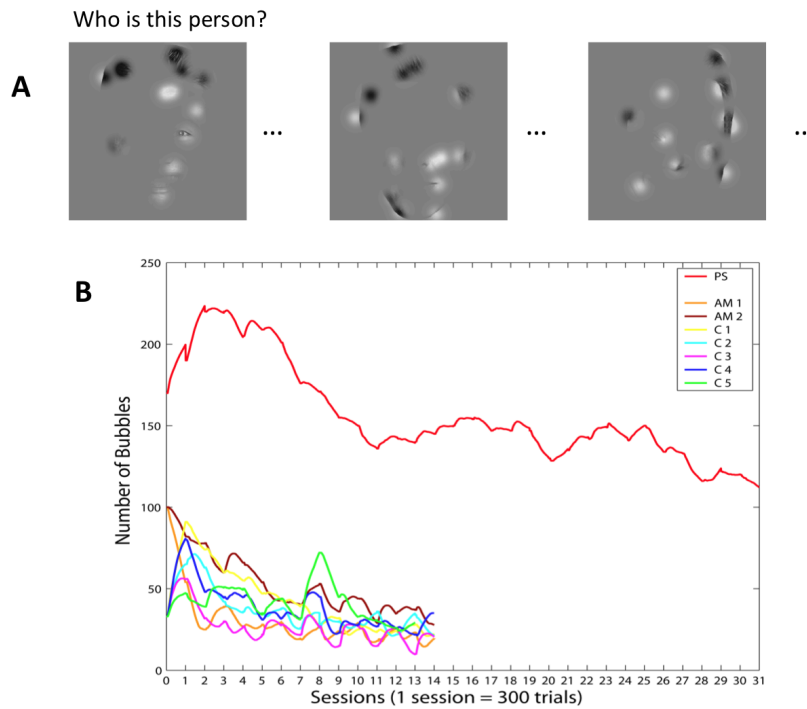 Who is this person?
A
...
...
..
B
250
200
150
100
50
0
Number of Bubbles
PS
AM 1
AM 2
C 1
C 2
C 3
C 4
C 5
0 1 2 3 4 5 6 7 8 9 10 11 12 13 14 15 16 17 18 19 20 21 22 23 24 25 26 27 28 29 30 31
Sessions (1 session = 300 trials)